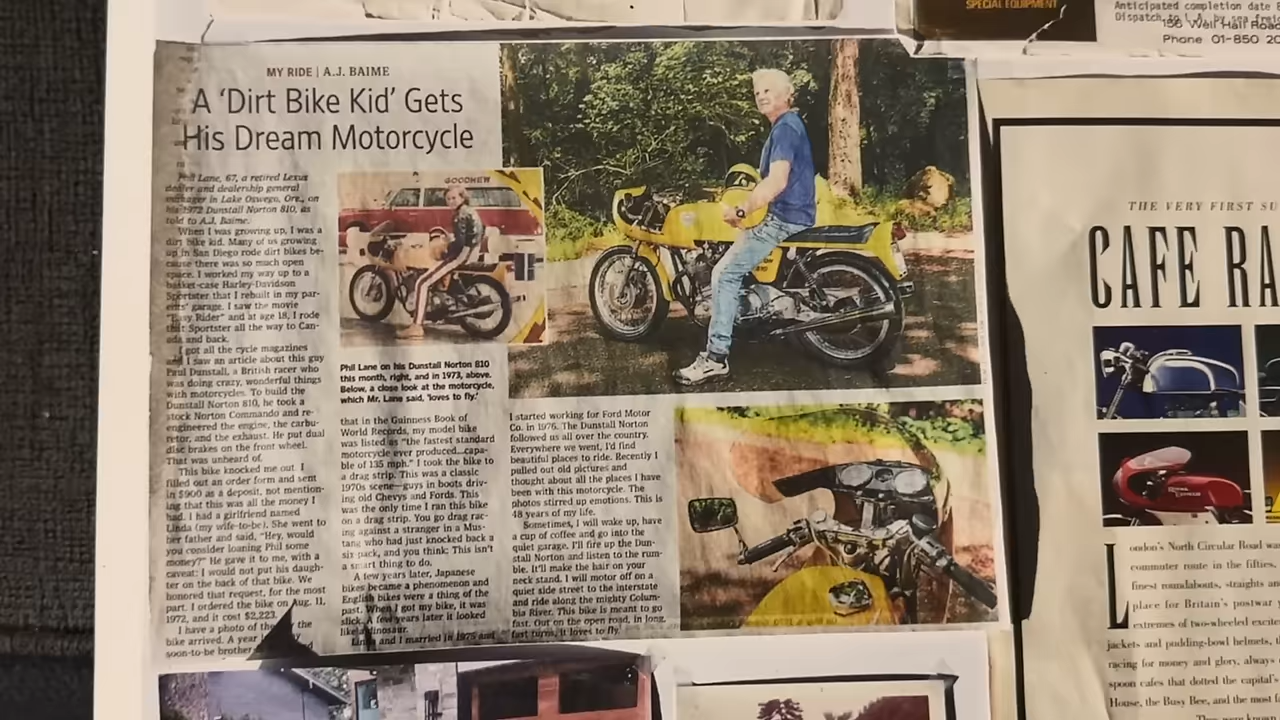 SPECIAL EQUIPMENT
Anticipated completion date
Dispatch to L.A. by sea
156 Well Hall Road
Phone 01-850 20
MY RIDE | A.J. BAIME
A ‘Dirt Bike Kid’ Gets
His Dream Motorcycle
Phil Lane, 67, a retired Lexus
dealer and dealership general
manager in Lake Oswego, Ore., on
his 1972 Dunstall Norton 810, as
told to A.J. Baime.
When I was growing up, I was a
dirt bike kid. Many of us growing
up in San Diego rode dirt bikes be-
cause there was so much open
space. I worked my way up to a
basket-case Harley-Davidson
Sportster that I rebuilt in my par-
ents’ garage. I saw the movie
“Easy Rider” and at age 18, I rode
that Sportster all the way to Can-
ada and back.
I got all the cycle magazines
and I saw an article about this guy
Paul Dunstall, a British racer who
was doing crazy, wonderful things
with motorcycles. To build the
Dunstall Norton 810, he took a
stock Norton Commando and re-
engineered the engine, the carbu-
retor, and the exhaust. He put dual
disc brakes on the front wheel.
That was unheard of.
This bike knocked me out. I
filled out an order form and sent
in $900 as a deposit, not mention-
ing that this was all the money I
had. I had a girlfriend named
Linda (my wife-to-be). She went to
her father and said, “Hey, would
you consider loaning Phil some
money?” He gave it to me, with a
caveat: I would not put his daugh-
ter on the back of that bike. We
honored that request, for the most
part. I ordered the bike on Aug. 11,
1972, and it cost $2,223.
I have a photo of the day the
bike arrived. A year
soon-to-be brother
GOODHEW
Phil Lane on his Dunstall Norton 810
this month, right, and in 1973, above.
Below, a close look at the motorcycle,
which Mr. Lane said, ‘loves to fly.’
that in the Guinness Book of
World Records, my model bike
was listed as “the fastest standard
motorcycle ever produced...capa-
ble of 135 mph.” I took the bike to
a drag strip. This was a classic
1970s scene—guys in boots driv-
ing old Chevys and Fords. This
was the only time I ran this bike
on a drag strip. You go drag rac-
ing against a stranger in a Mus-
tang who had just knocked back a
six pack, and you think: This isn’t
a smart thing to do.
A few years later, Japanese
bikes became a phenomenon and
English bikes were a thing of the
past. When I got my bike, it was
slick. A few years later it looked
like a dinosaur.
Linda and I married in 1975 and
I started working for Ford Motor
Co. in 1976. The Dunstall Norton
followed us all over the country.
Everywhere we went, I’d find
beautiful places to ride. Recently I
pulled out old pictures and
thought about all the places I have
been with this motorcycle. The
photos stirred up emotions. This is
48 years of my life.
Sometimes, I will wake up, have
a cup of coffee and go into the
quiet garage. I’ll fire up the Dun-
stall Norton and listen to the rum-
ble. It’ll make the hair on your
neck stand. I will motor off on a
quiet side street to the interstate
and ride along the mighty Colum-
bia River. This bike is meant to go
fast. Out on the open road, in long,
fast turns, it loves to fly.
810
THE VERY FIRST SU
CAFE RA
London’s North Circular Road wa
commuter route in the fifties,
finest roundabouts, straights an
place for Britain’s postwar
extremes of two-wheeled excite
jackets and pudding-bowl helmets, t
racing for money and glory, always
spoon cafes that dotted the capital’s
House, the Busy Bee, and the most f
They were known